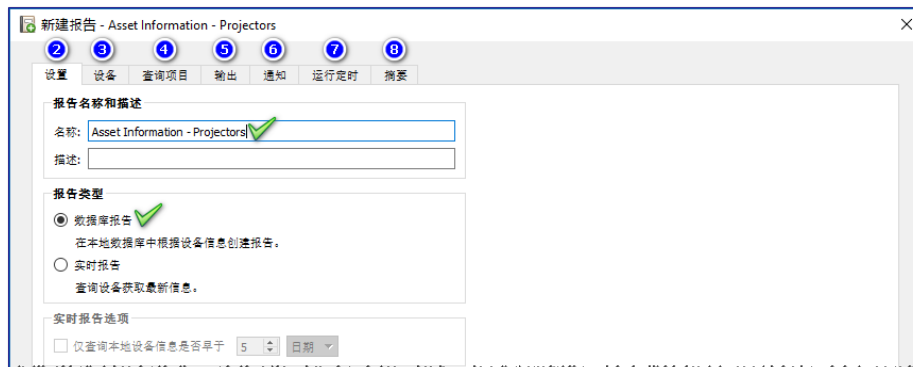 新建报告 - Asset Information - Projectors
2 3 4 5 6 7 8
设置 设备 查询项目 输出 通知 运行定时 摘要
报告名称和描述
名称: Asset Information - Projectors
描述:
报告类型
数据库报告
在本地数据库中根据设备信息创建报告。
实时报告
查询设备获取最新信息。
实时报告选项
仅查询本地设备信息是否早于 5 日期